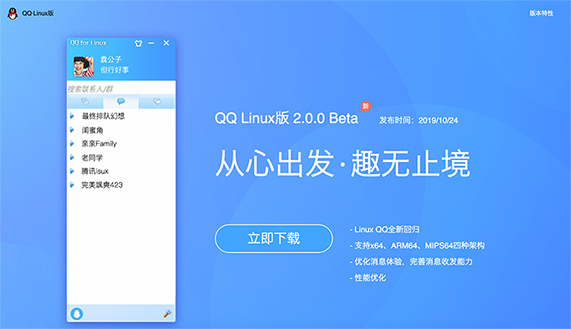 QQ Linux版
版本特性
QQ for Linux
袁公子
但行好事
搜索联系人/群
最终排队幻想
闺蜜角
亲亲Family
老同学
腾讯isux
完美飒爽423
QQ Linux版 2.0.0 Beta
新
发布时间：2019/10/24
从心出发·趣无止境
立即下载
- Linux QQ全新回归
- 支持x64、ARM64、MIPS64四种架构
- 优化消息体验，完善消息收发能力
- 性能优化